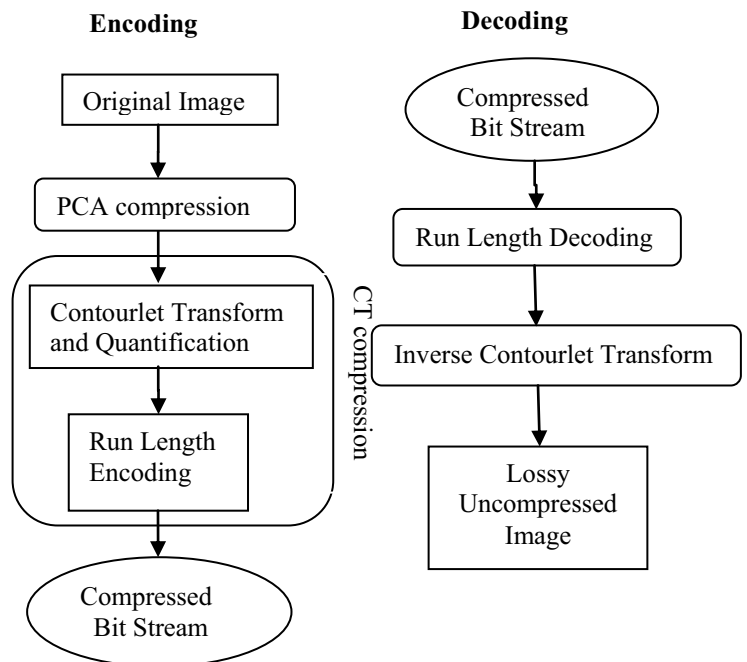 Encoding
Original Image
PCA compression
Contourlet Transform
and Quantification
Run Length
Encoding
CT compression
Compressed
Bit Stream
Decoding
Compressed
Bit Stream
Run Length Decoding
Inverse Contourlet Transform
Lossy
Uncompressed
Image